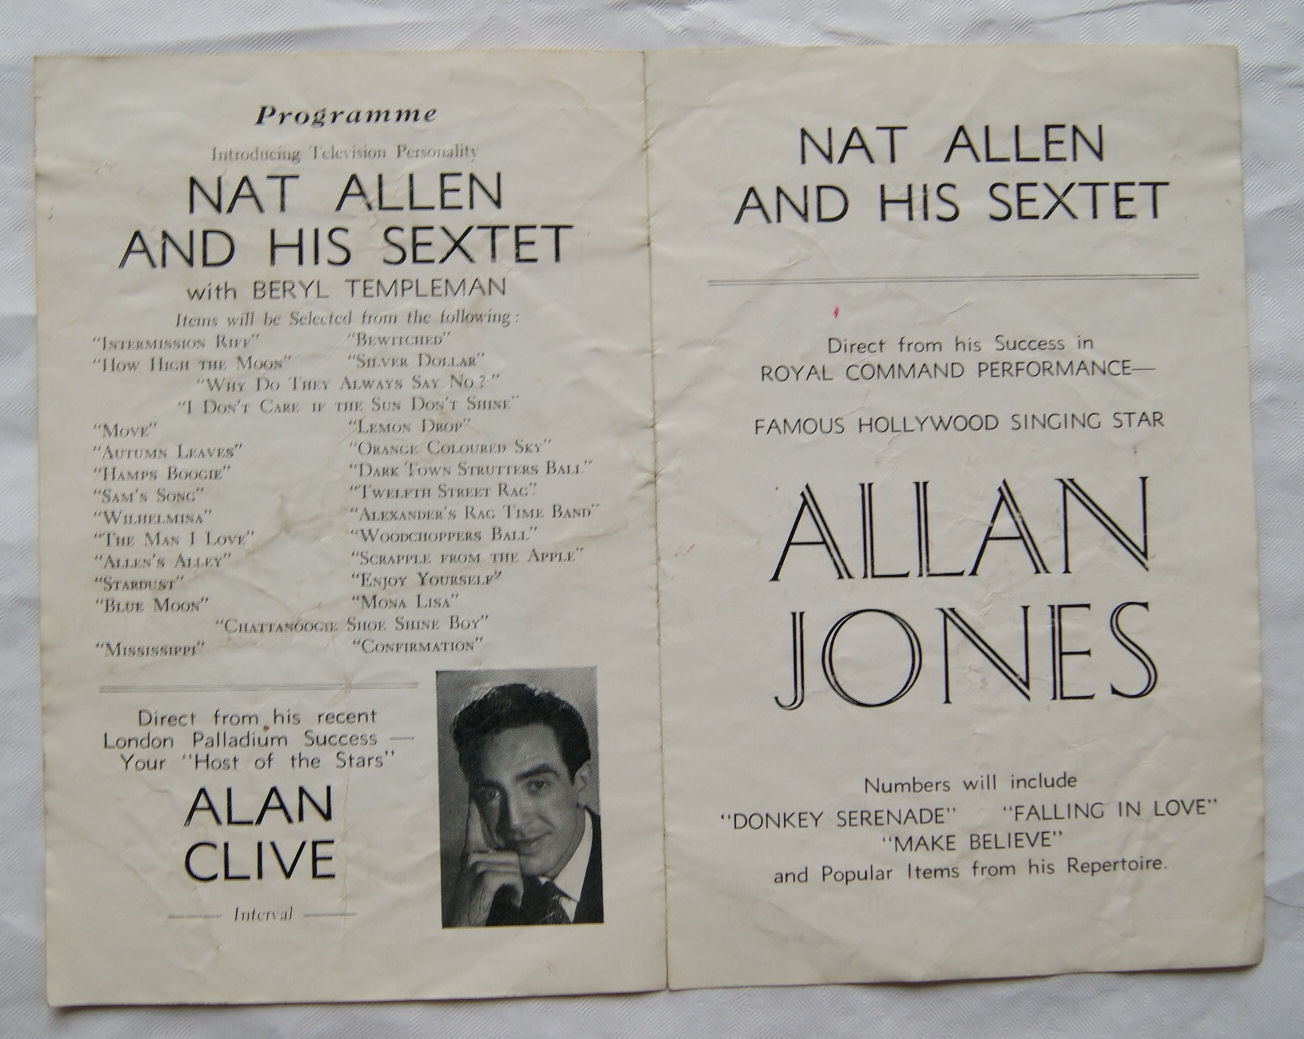 Programme
Introducing Television Personality
NAT ALLEN
AND HIS SEXTET
with BERYL TEMPLEMAN
Items will be Selected from the following:
"Intermission Riff" "Bewitched"
"How High the Moon" "Silver Dollar"
"Why Do They Always Say No?"
"I Don't Care if the Sun Don't Shine"
"Move" "Lemon Drop"
"Autumn Leaves" "Orange Coloured Sky"
"Hamps Boogie" "Dark Town Strutters Ball"
"Sam's Song" "Twelfth Street Rag"
"Wilhelmina" "Alexander's Rag Time Band"
"The Man I Love" "Woodchoppers Ball"
"Allen's Alley" "Scrapple from the Apple"
"Stardust" "Enjoy Yourself"
"Blue Moon" "Mona Lisa"
"Chattanoogie Shoe Shine Boy"
"Mississippi" "Confirmation"
Direct from his recent
London Palladium Success —
Your "Host of the Stars"
ALAN
CLIVE
Interval
NAT ALLEN
AND HIS SEXTET
Direct from his Success in
ROYAL COMMAND PERFORMANCE—
FAMOUS HOLLYWOOD SINGING STAR
ALLAN
JONES
Numbers will include
"DONKEY SERENADE" "FALLING IN LOVE"
"MAKE BELIEVE"
and Popular Items from his Repertoire.